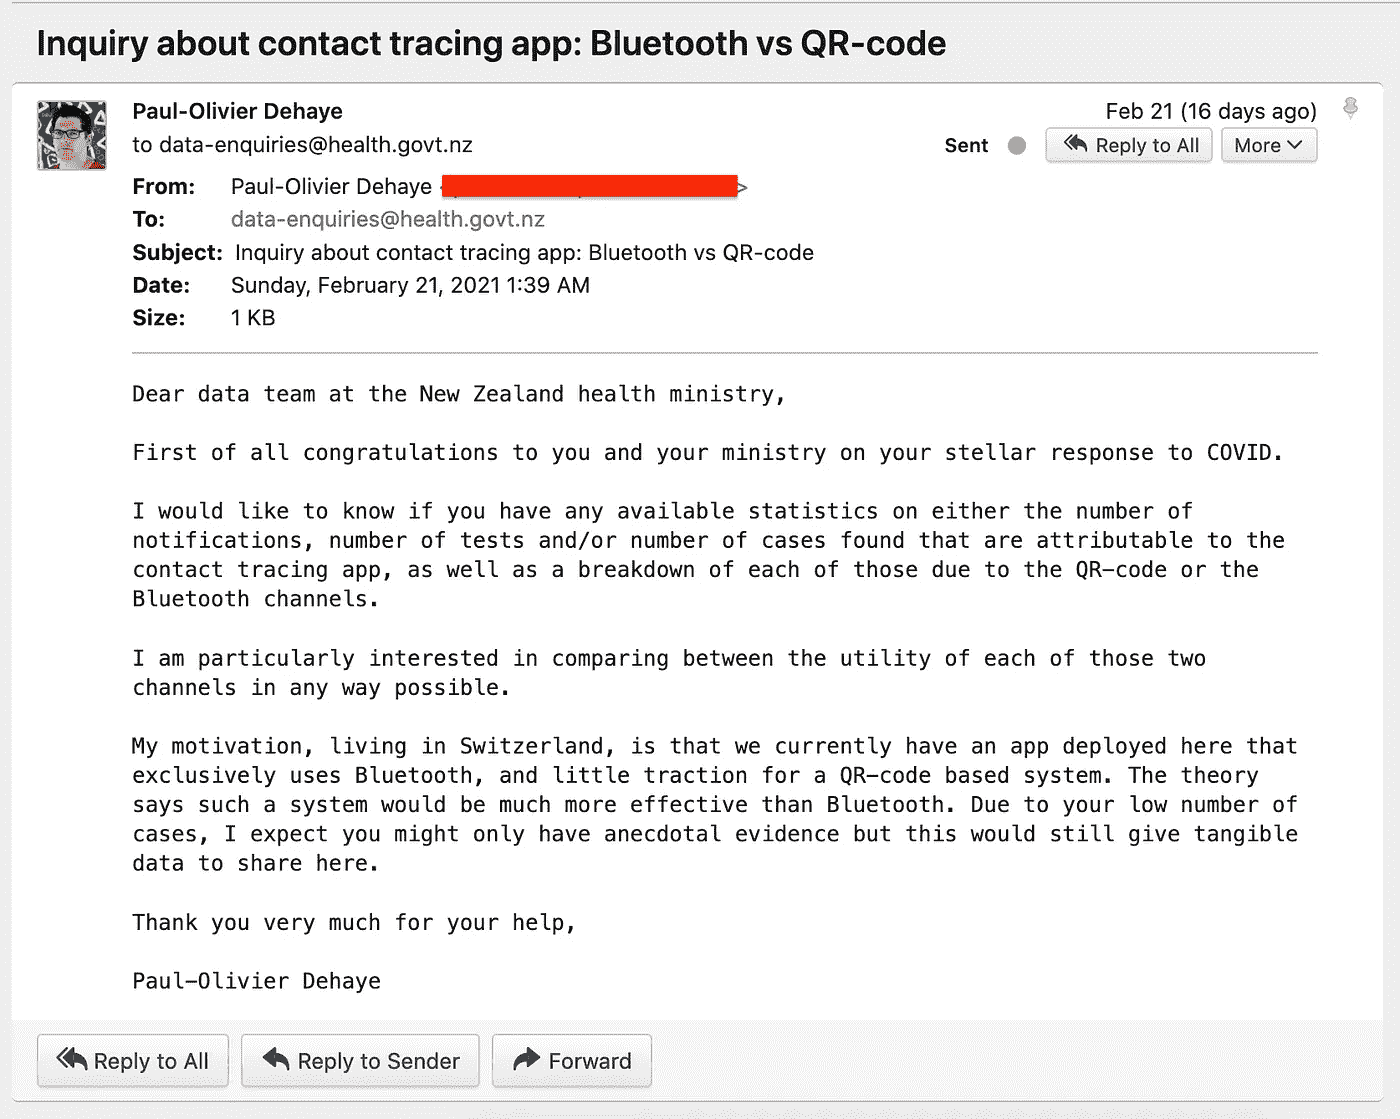 Inquiry about contact tracing app: Bluetooth vs QR-code
Paul-Olivier Dehaye
Feb 21 (16 days ago)
to data-enquiries@health.govt.nz
Sent
Reply to All
More
From: Paul-Olivier Dehaye >
To: data-enquiries@health.govt.nz
Subject: Inquiry about contact tracing app: Bluetooth vs QR-code
Date: Sunday, February 21, 2021 1:39 AM
Size: 1 KB
Dear data team at the New Zealand health ministry,
First of all congratulations to you and your ministry on your stellar response to COVID.
I would like to know if you have any available statistics on either the number of
notifications, number of tests and/or number of cases found that are attributable to the
contact tracing app, as well as a breakdown of each of those due to the QR-code or the
Bluetooth channels.
I am particularly interested in comparing between the utility of each of those two
channels in any way possible.
My motivation, living in Switzerland, is that we currently have an app deployed here that
exclusively uses Bluetooth, and little traction for a QR-code based system. The theory
says such a system would be much more effective than Bluetooth. Due to your low number of
cases, I expect you might only have anecdotal evidence but this would still give tangible
data to share here.
Thank you very much for your help,
Paul-Olivier Dehaye
Reply to All
Reply to Sender
Forward